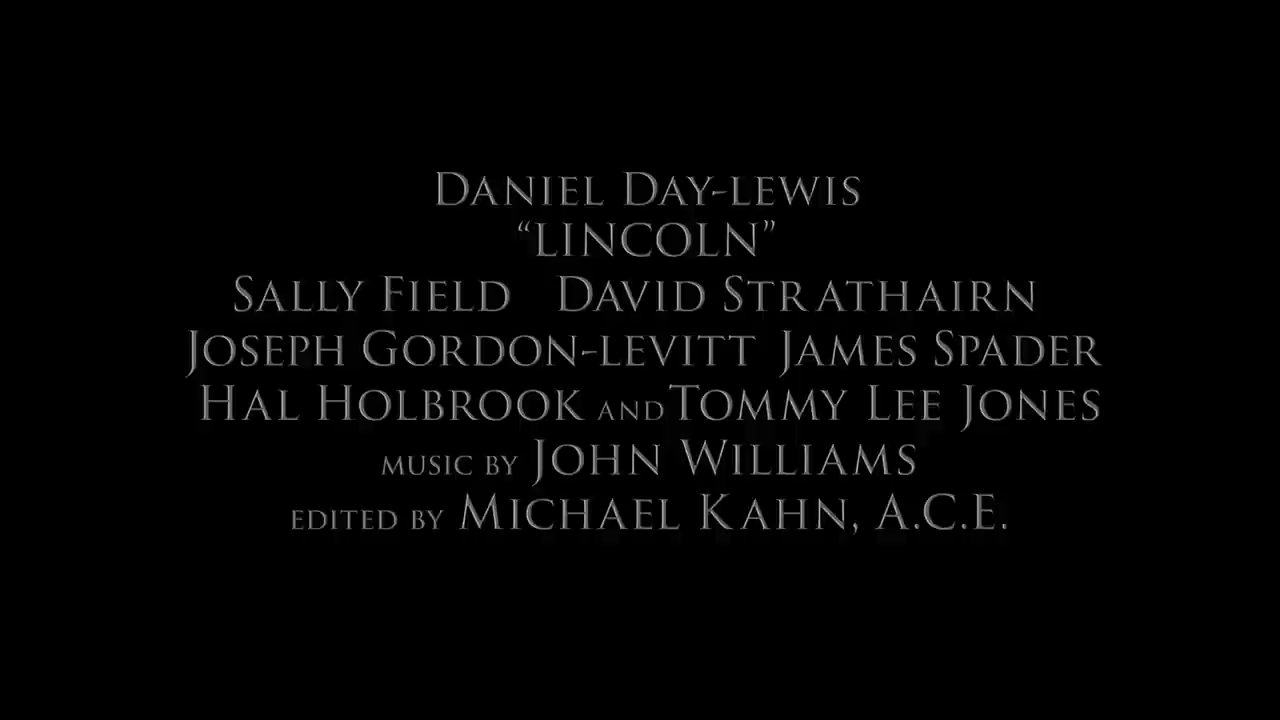 DANIEL DAY-LEWIS
“LINCOLN”
SALLY FIELD DAVID STRATHAIRN
JOSEPH GORDON-LEVITT JAMES SPADER
HAL HOLBROOK AND TOMMY LEE JONES
MUSIC BY JOHN WILLIAMS
EDITED BY MICHAEL KAHN, A.C.E.